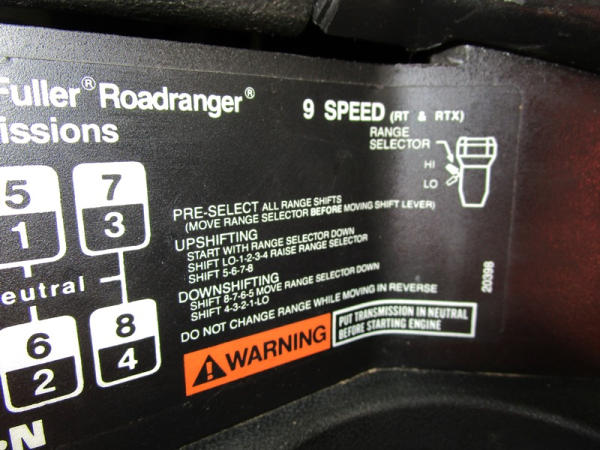 Fuller® Roadranger® 9 SPEED (RT & RTX)
issions
RANGE
SELECTOR
HI
LO
5 7
1 3
eutral
6 8
2 4
PRE-SELECT ALL RANGE SHIFTS
(MOVE RANGE SELECTOR BEFORE MOVING SHIFT LEVER)
UPSHIFTING
START WITH RANGE SELECTOR DOWN
SHIFT LO-1-2-3-4 RAISE RANGE SELECTOR
SHIFT 5-6-7-8
DOWNSHIFTING
SHIFT 8-7-6-5 MOVE RANGE SELECTOR DOWN
SHIFT 4-3-2-1-LO
DO NOT CHANGE RANGE WHILE MOVING IN REVERSE
WARNING
PUT TRANSMISSION IN NEUTRAL
BEFORE STARTING ENGINE
20398
N